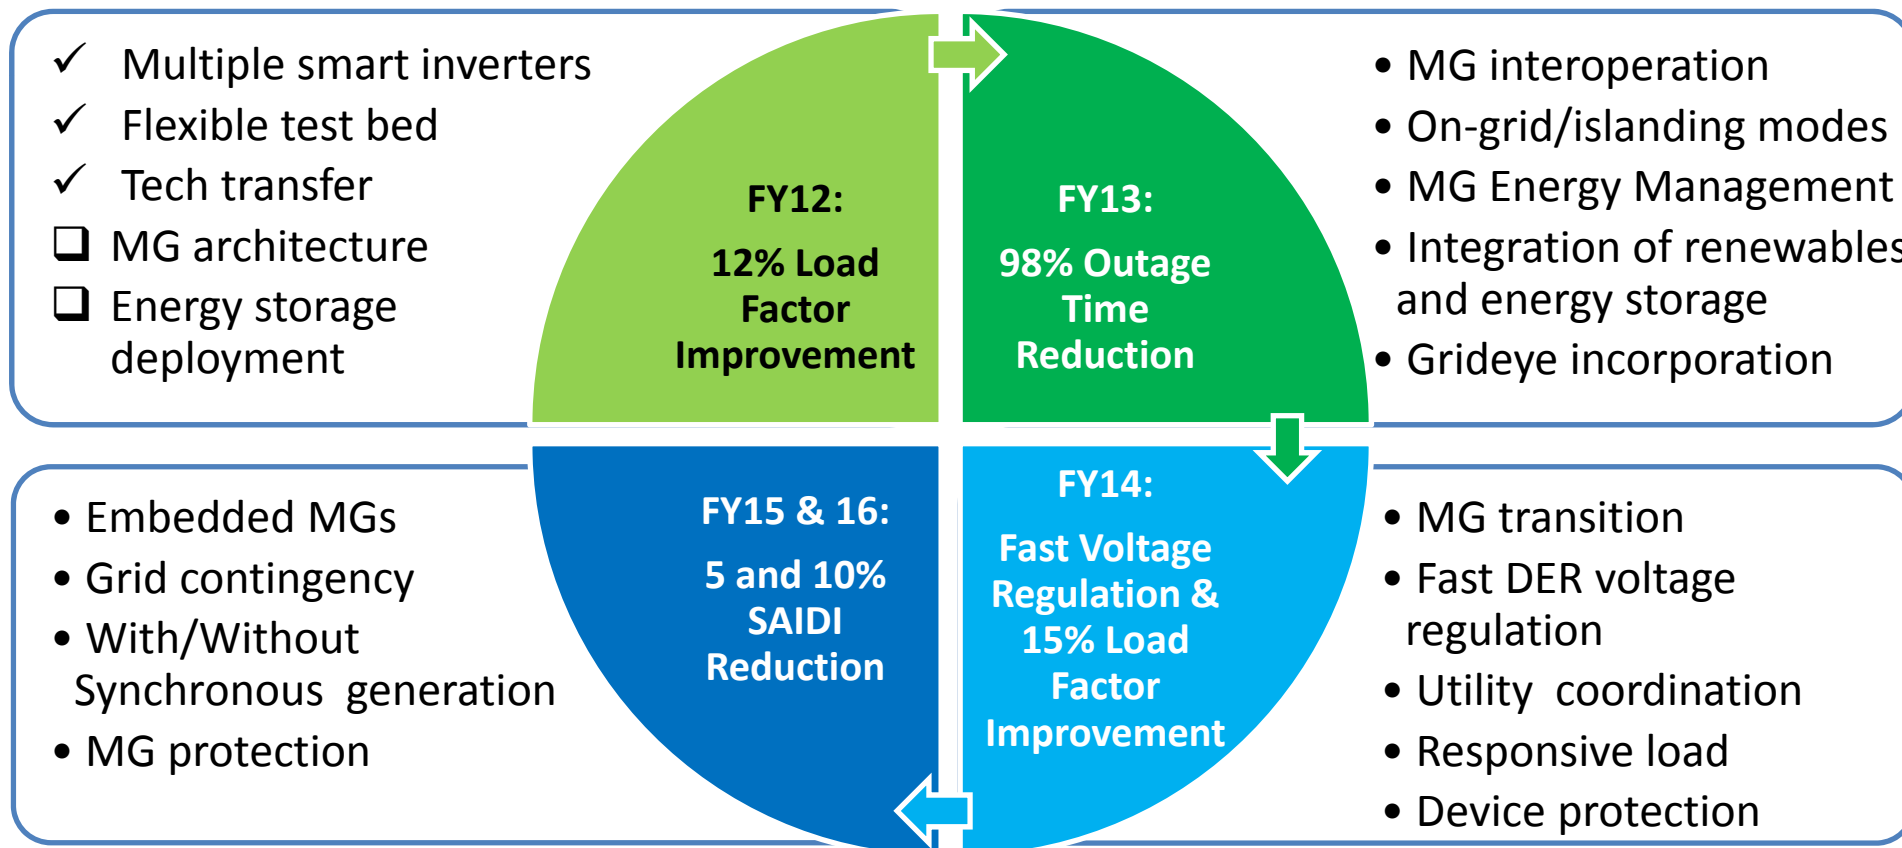 ✓ Multiple smart inverters
✓ Flexible test bed
✓ Tech transfer
❑ MG architecture
❑ Energy storage
deployment
FY12:
12% Load
Factor
Improvement
FY13:
98% Outage
Time
Reduction
• MG interoperation
• On-grid/islanding modes
• MG Energy Management
• Integration of renewables
and energy storage
• Grideye incorporation
• Embedded MGs
• Grid contingency
• With/Without
Synchronous generation
• MG protection
FY15 & 16:
5 and 10%
SAIDI
Reduction
FY14:
Fast Voltage
Regulation &
15% Load
Factor
Improvement
• MG transition
• Fast DER voltage
regulation
• Utility coordination
• Responsive load
• Device protection